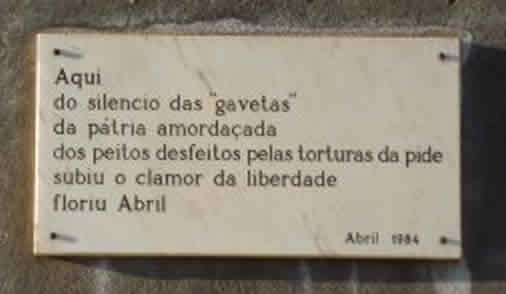 Aqui
do silencio das "gavetas"
da pátria amordaçada
dos peitos desfeitos pelas torturas da pide
subiu o clamor da liberdade
floriu Abril
Abril 1984